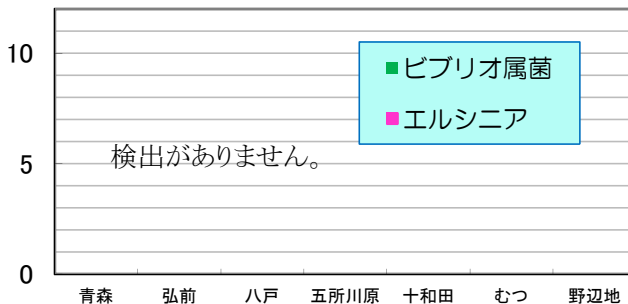 10
ビブリオ属菌
エルシニア
5
検出がありません。
0
青森 弘前 八戸 五所川原 十和田 むつ 野辺地